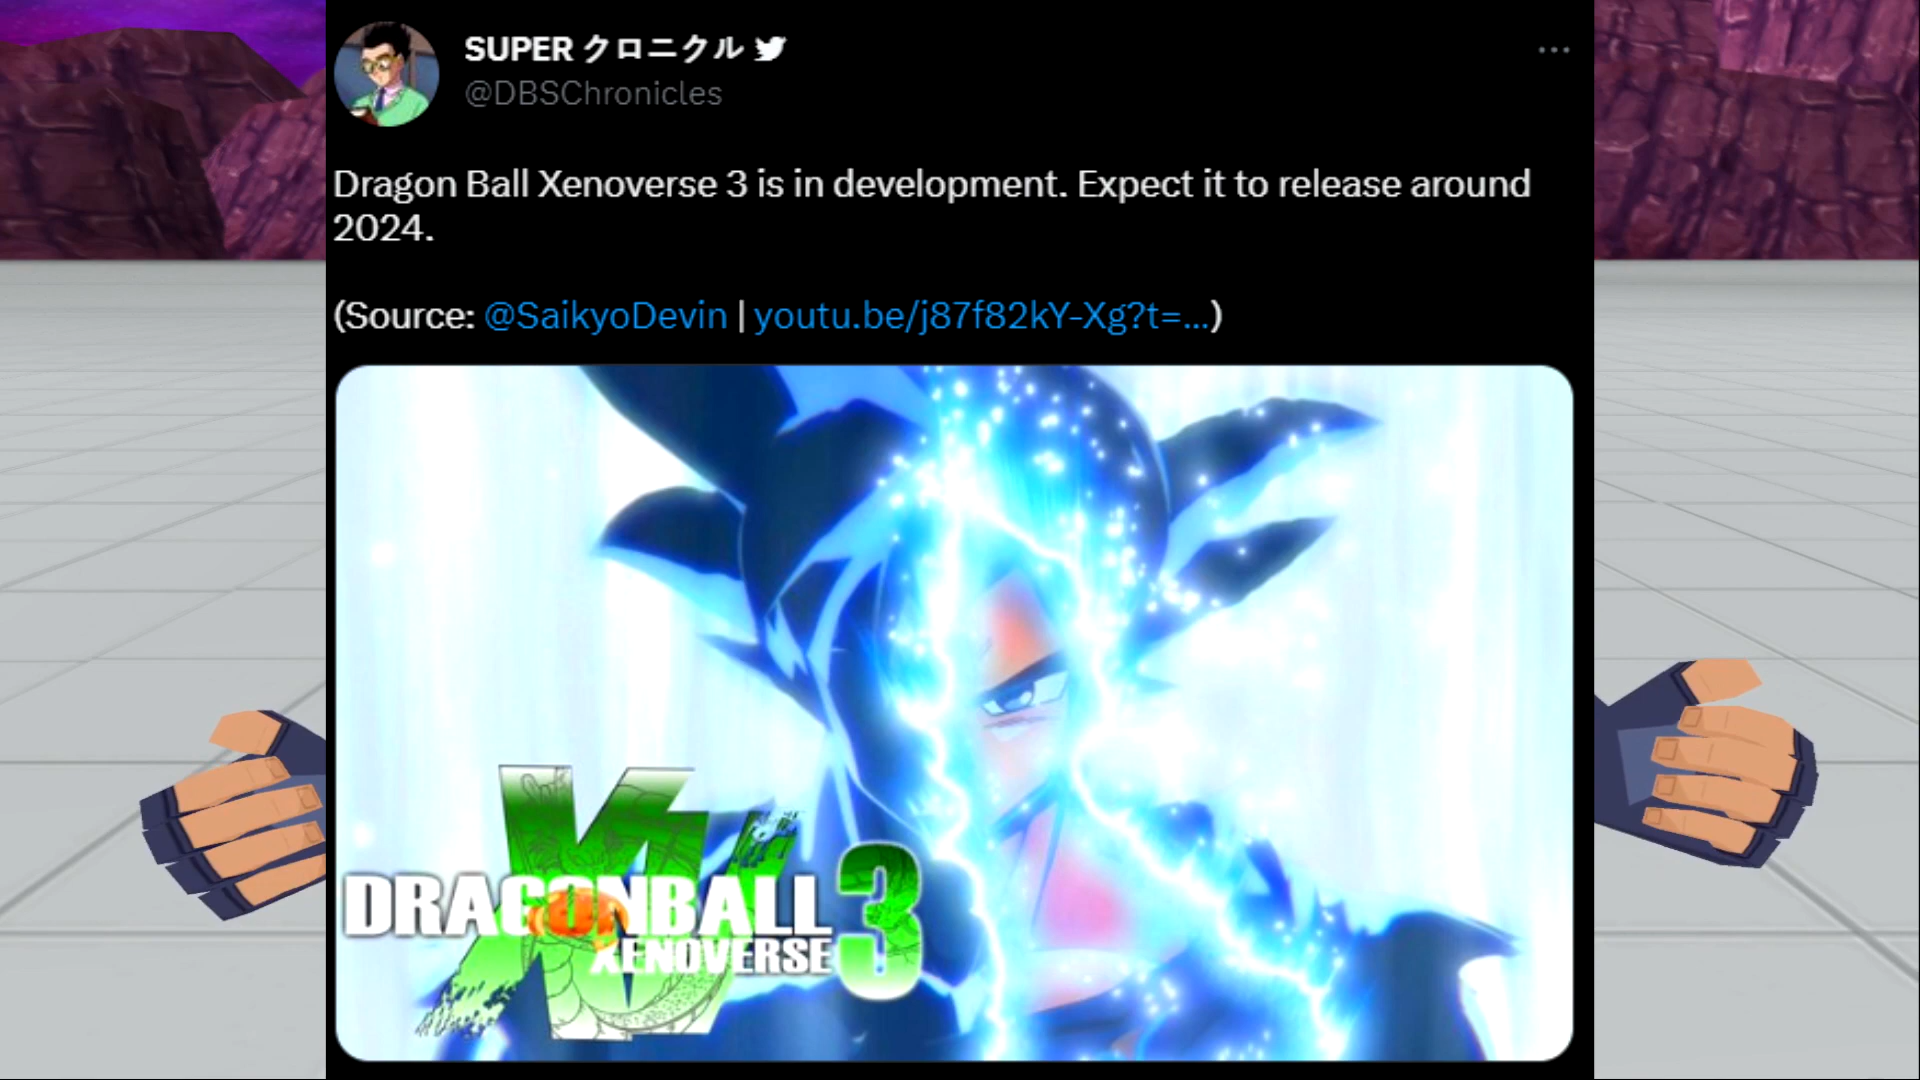 SUPER クロニクル
@DBSChronicles
Dragon Ball Xenoverse 3 is in development. Expect it to release around
2024.
(Source: @SaikyoDevin | youtu.be/j87f82kY-Xg?t=...)
XV
DRAGONBALL 3
XENOVERSE